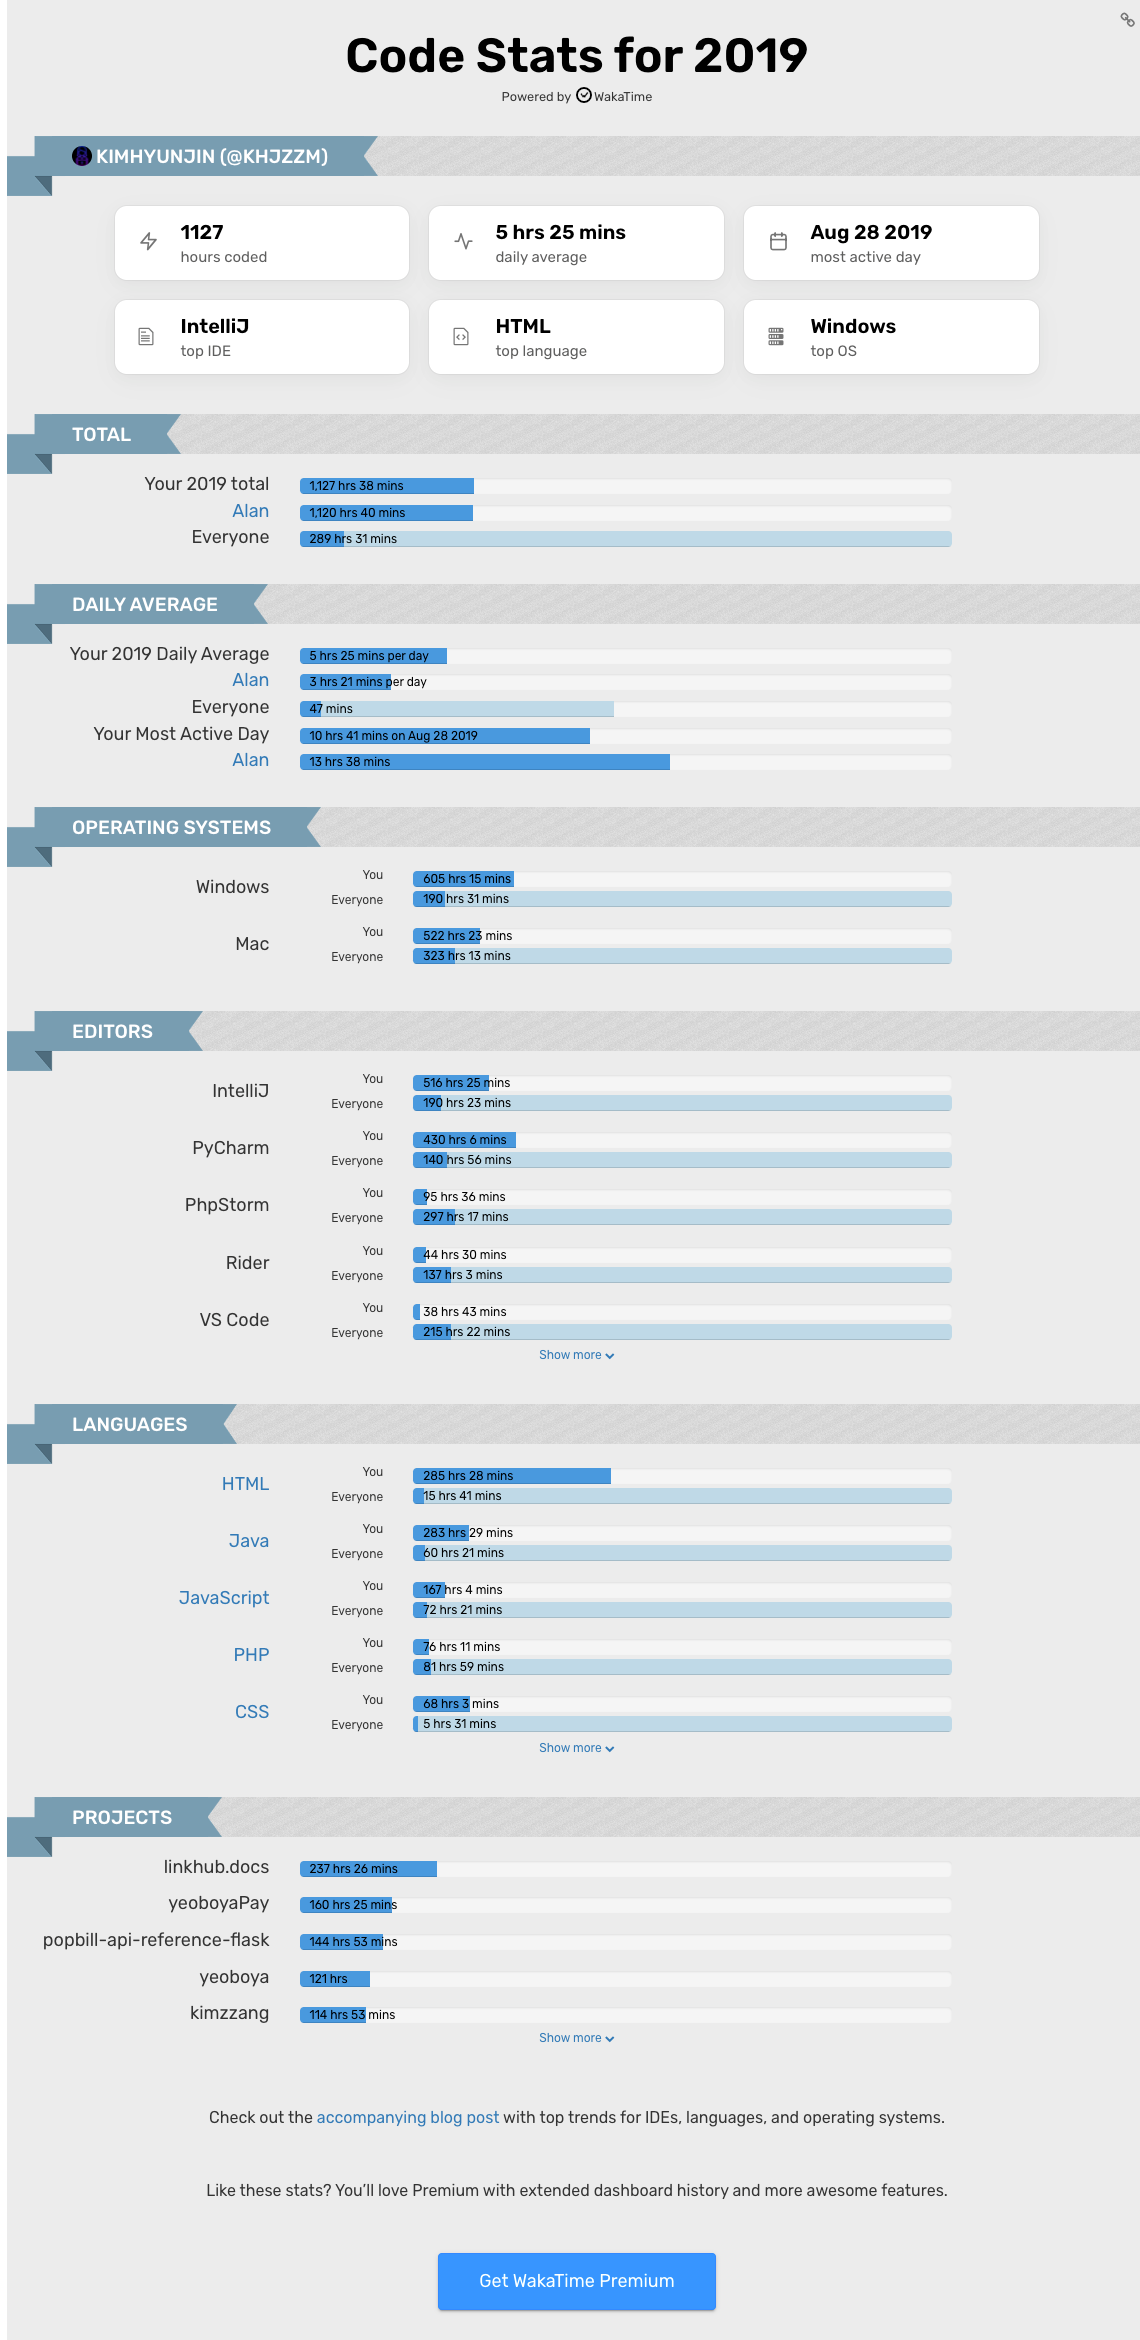 Code Stats for 2019
Powered by WakaTime
KIMHYUNJIN (@KHJZZM)
1127
hours coded
5 hrs 25 mins
daily average
Aug 28 2019
most active day
IntelliJ
top IDE
HTML
top language
Windows
top OS
TOTAL
Your 2019 total 1,127 hrs 38 mins
Alan 1,120 hrs 40 mins
Everyone 289 hrs 31 mins
DAILY AVERAGE
Your 2019 Daily Average 5 hrs 25 mins per day
Alan 3 hrs 21 mins per day
Everyone 47 mins
Your Most Active Day 10 hrs 41 mins on Aug 28 2019
Alan 13 hrs 38 mins
OPERATING SYSTEMS
Windows
You 605 hrs 15 mins
Everyone 190 hrs 31 mins
Mac
You 522 hrs 23 mins
Everyone 323 hrs 13 mins
EDITORS
IntelliJ
You 516 hrs 25 mins
Everyone 190 hrs 23 mins
PyCharm
You 430 hrs 6 mins
Everyone 140 hrs 56 mins
PhpStorm
You 95 hrs 36 mins
Everyone 297 hrs 17 mins
Rider
You 44 hrs 30 mins
Everyone 137 hrs 3 mins
VS Code
You 38 hrs 43 mins
Everyone 215 hrs 22 mins
Show more
LANGUAGES
HTML
You 285 hrs 28 mins
Everyone 15 hrs 41 mins
Java
You 283 hrs 29 mins
Everyone 60 hrs 21 mins
JavaScript
You 167 hrs 4 mins
Everyone 72 hrs 21 mins
PHP
You 76 hrs 11 mins
Everyone 81 hrs 59 mins
CSS
You 68 hrs 3 mins
Everyone 5 hrs 31 mins
Show more
PROJECTS
linkhub.docs 237 hrs 26 mins
yeoboyaPay 160 hrs 25 mins
popbill-api-reference-flask 144 hrs 53 mins
yeoboya 121 hrs
kimzzang 114 hrs 53 mins
Show more
Check out the accompanying blog post with top trends for IDEs, languages, and operating systems.
Like these stats? You'll love Premium with extended dashboard history and more awesome features.
Get WakaTime Premium